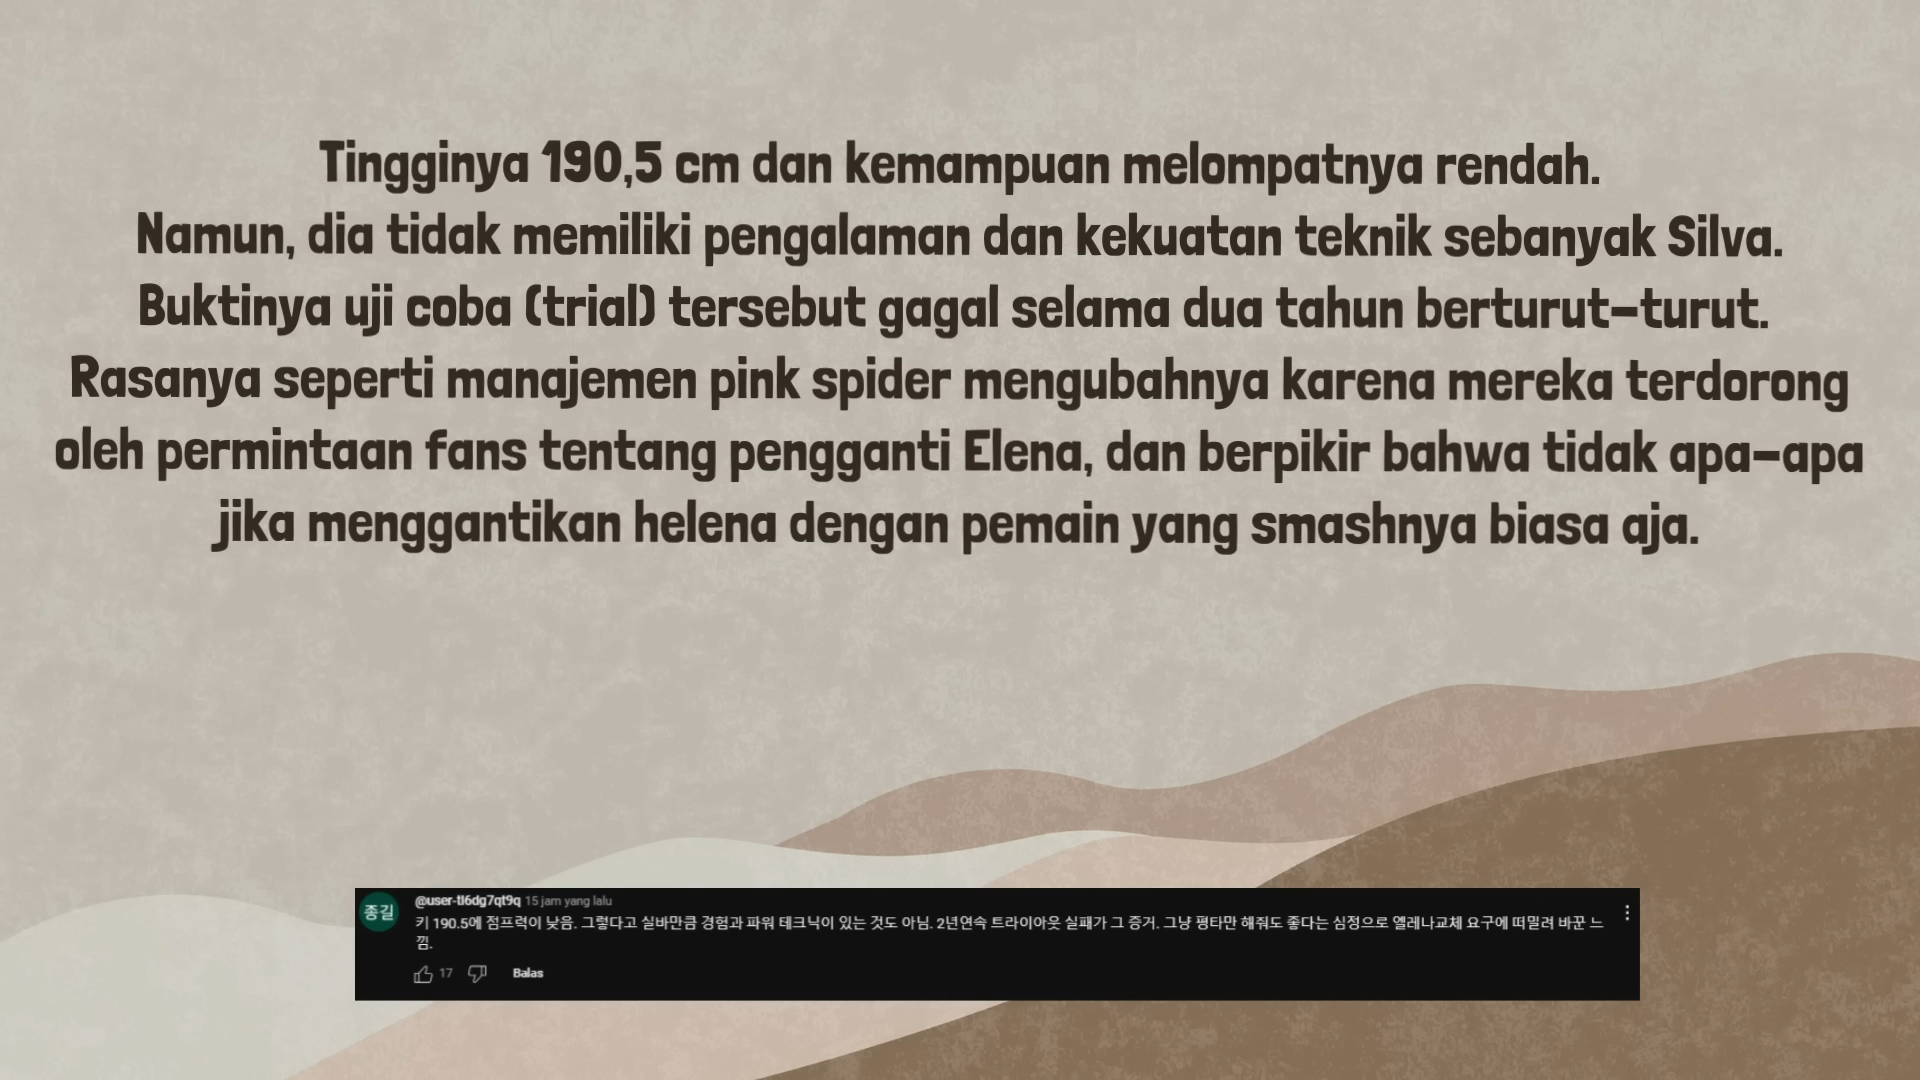 Tingginya 190,5 cm dan kemampuan melompatnya rendah.
Namun, dia tidak memiliki pengalaman dan kekuatan teknik sebanyak Silva.
Buktinya uji coba (trial) tersebut gagal selama dua tahun berturut-turut.
Rasanya seperti manajemen pink spider mengubahnya karena mereka terdorong
oleh permintaan fans tentang pengganti Elena, dan berpikir bahwa tidak apa-apa
jika menggantikan helena dengan pemain yang smashnya biasa aja.
종길
@user-tl6dg7qt9q 15 jam yang lalu
키 190.5에 점프력이 낮음. 그렇다고 실바만큼 경험과 파워 테크닉이 있는 것도 아님. 2년연속 트라이아웃 실패가 그 증거. 그냥 평타만 해줘도 좋다는 심정으로 옐레나교체 요구에 떠밀려 바꾼 느
낌.
17 Balas